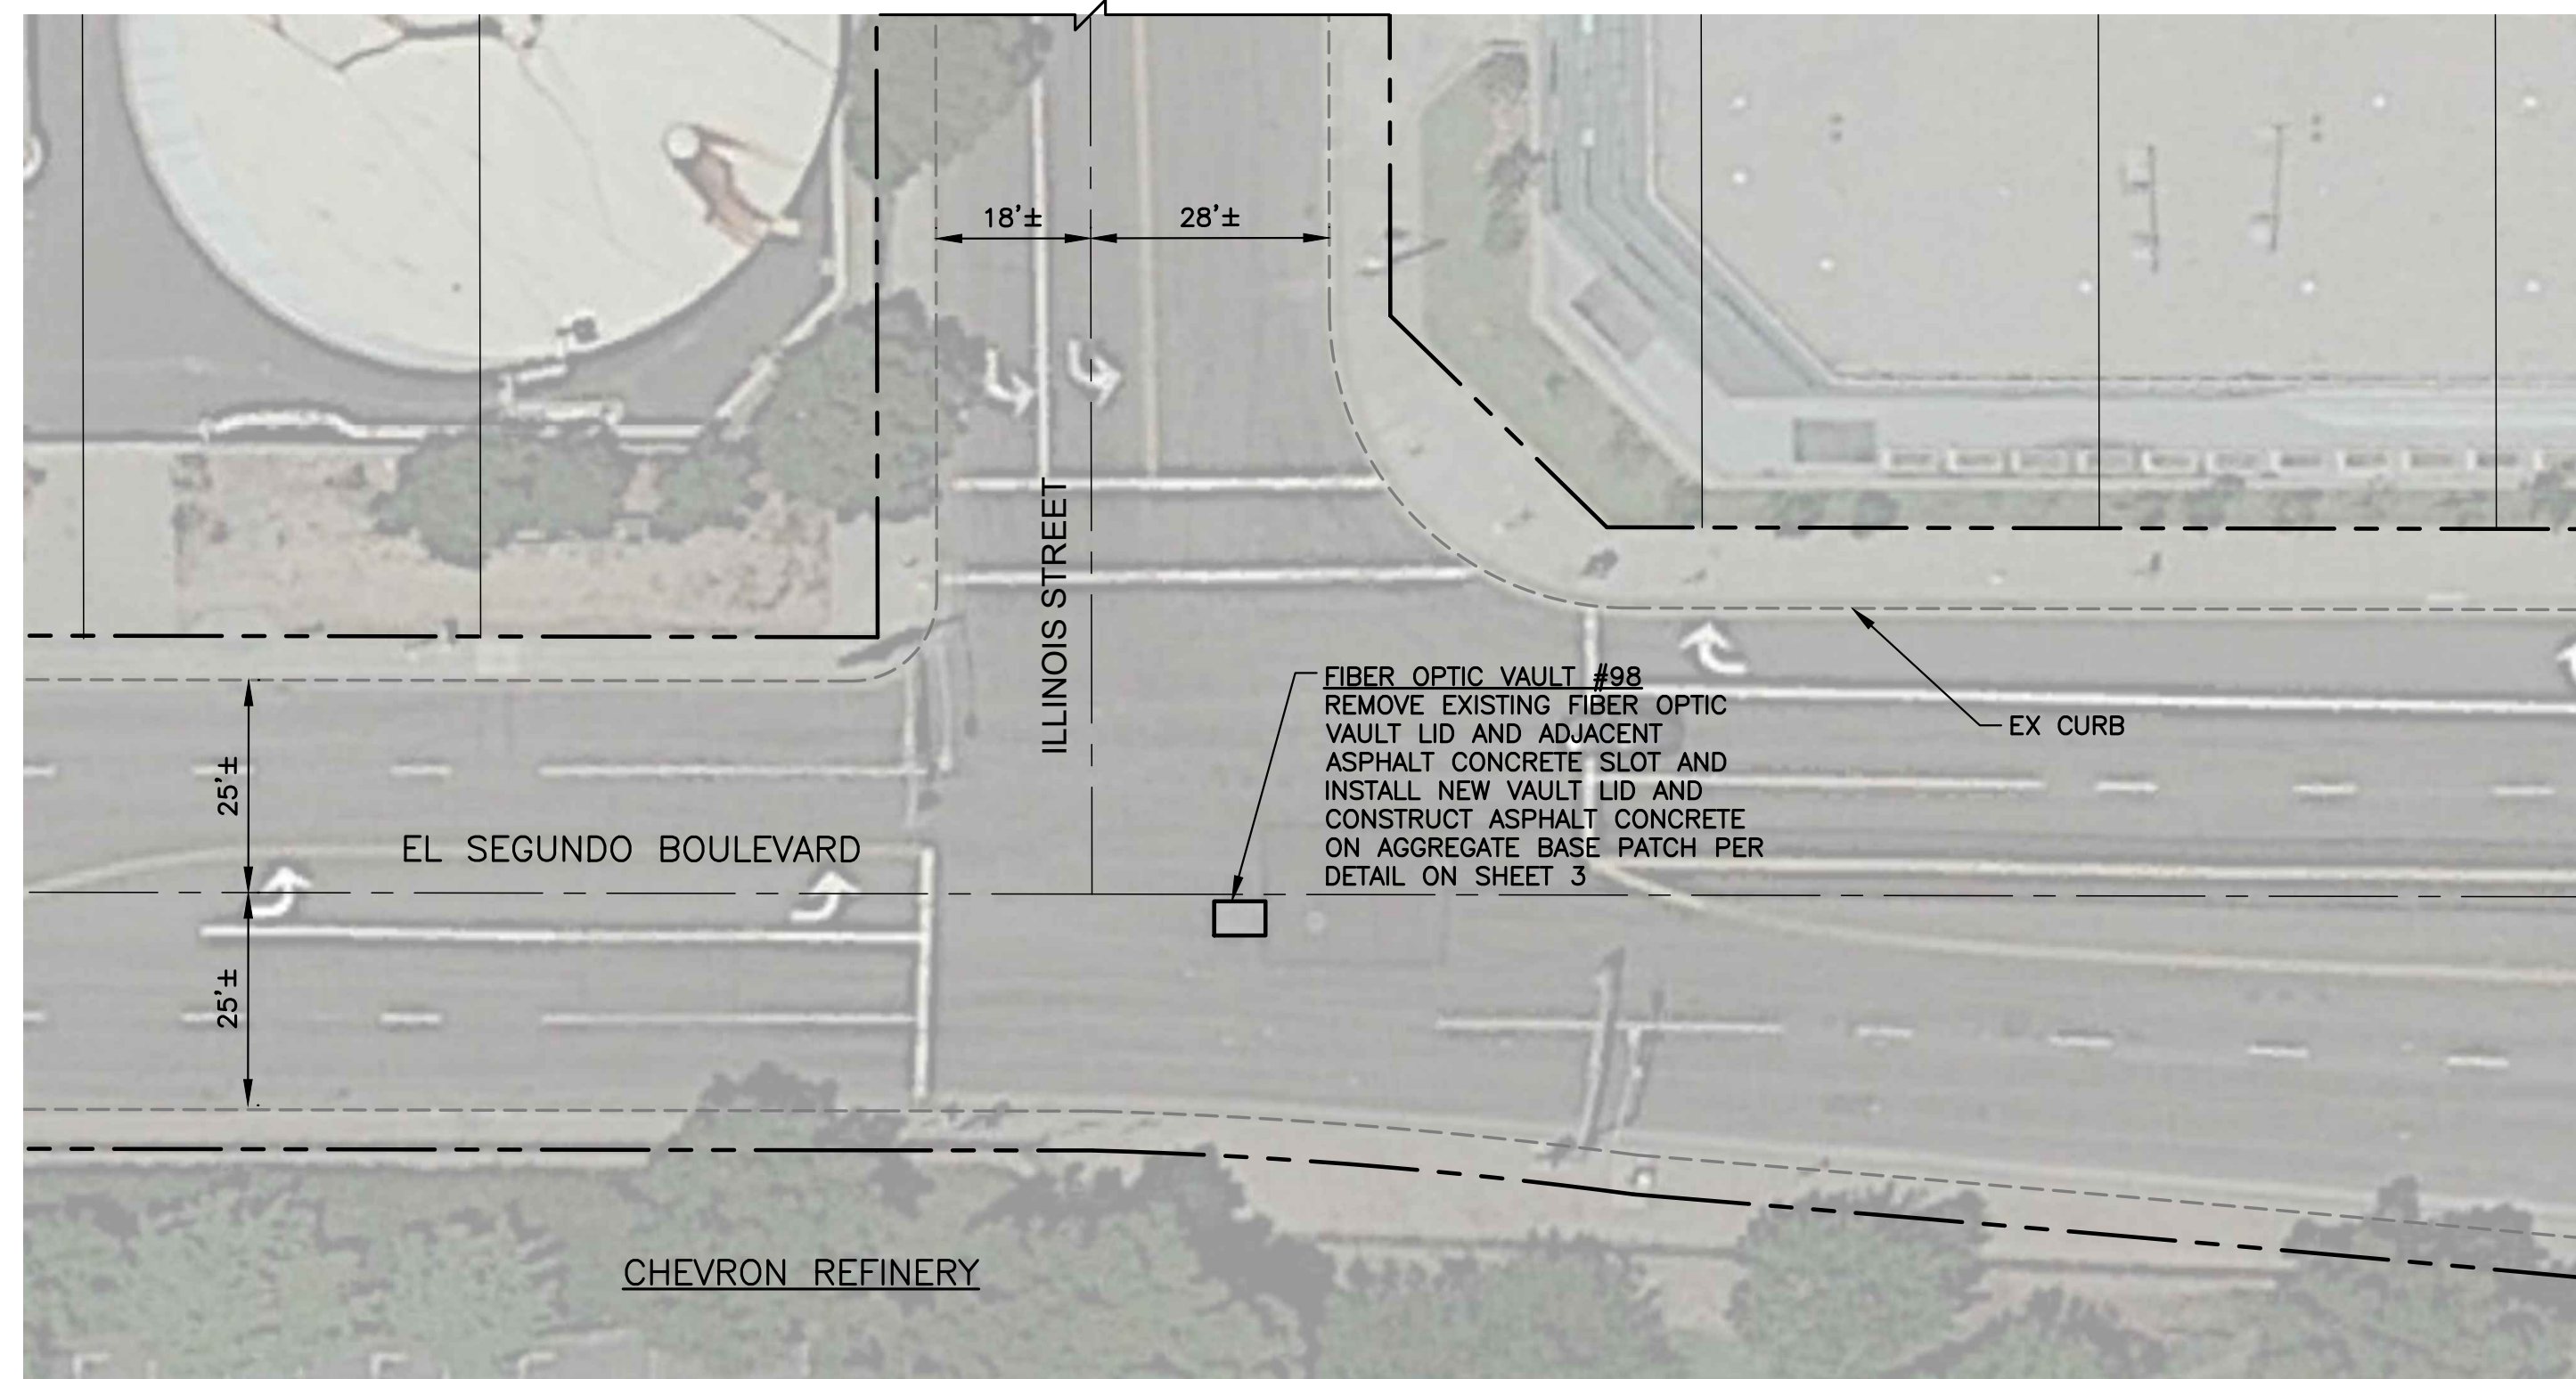 18'±
28'±
ILLINOIS STREET
FIBER OPTIC VAULT #98
REMOVE EXISTING FIBER OPTIC
VAULT LID AND ADJACENT
ASPHALT CONCRETE SLOT AND
INSTALL NEW VAULT LID AND
CONSTRUCT ASPHALT CONCRETE
ON AGGREGATE BASE PATCH PER
DETAIL ON SHEET 3
EX CURB
25'±
EL SEGUNDO BOULEVARD
25'±
CHEVRON REFINERY